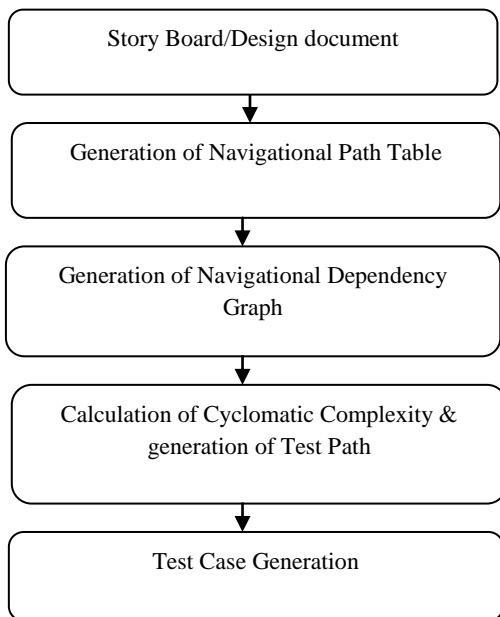 Story Board/Design document
Generation of Navigational Path Table
Generation of Navigational Dependency
Graph
Calculation of Cyclomatic Complexity &
generation of Test Path
Test Case Generation